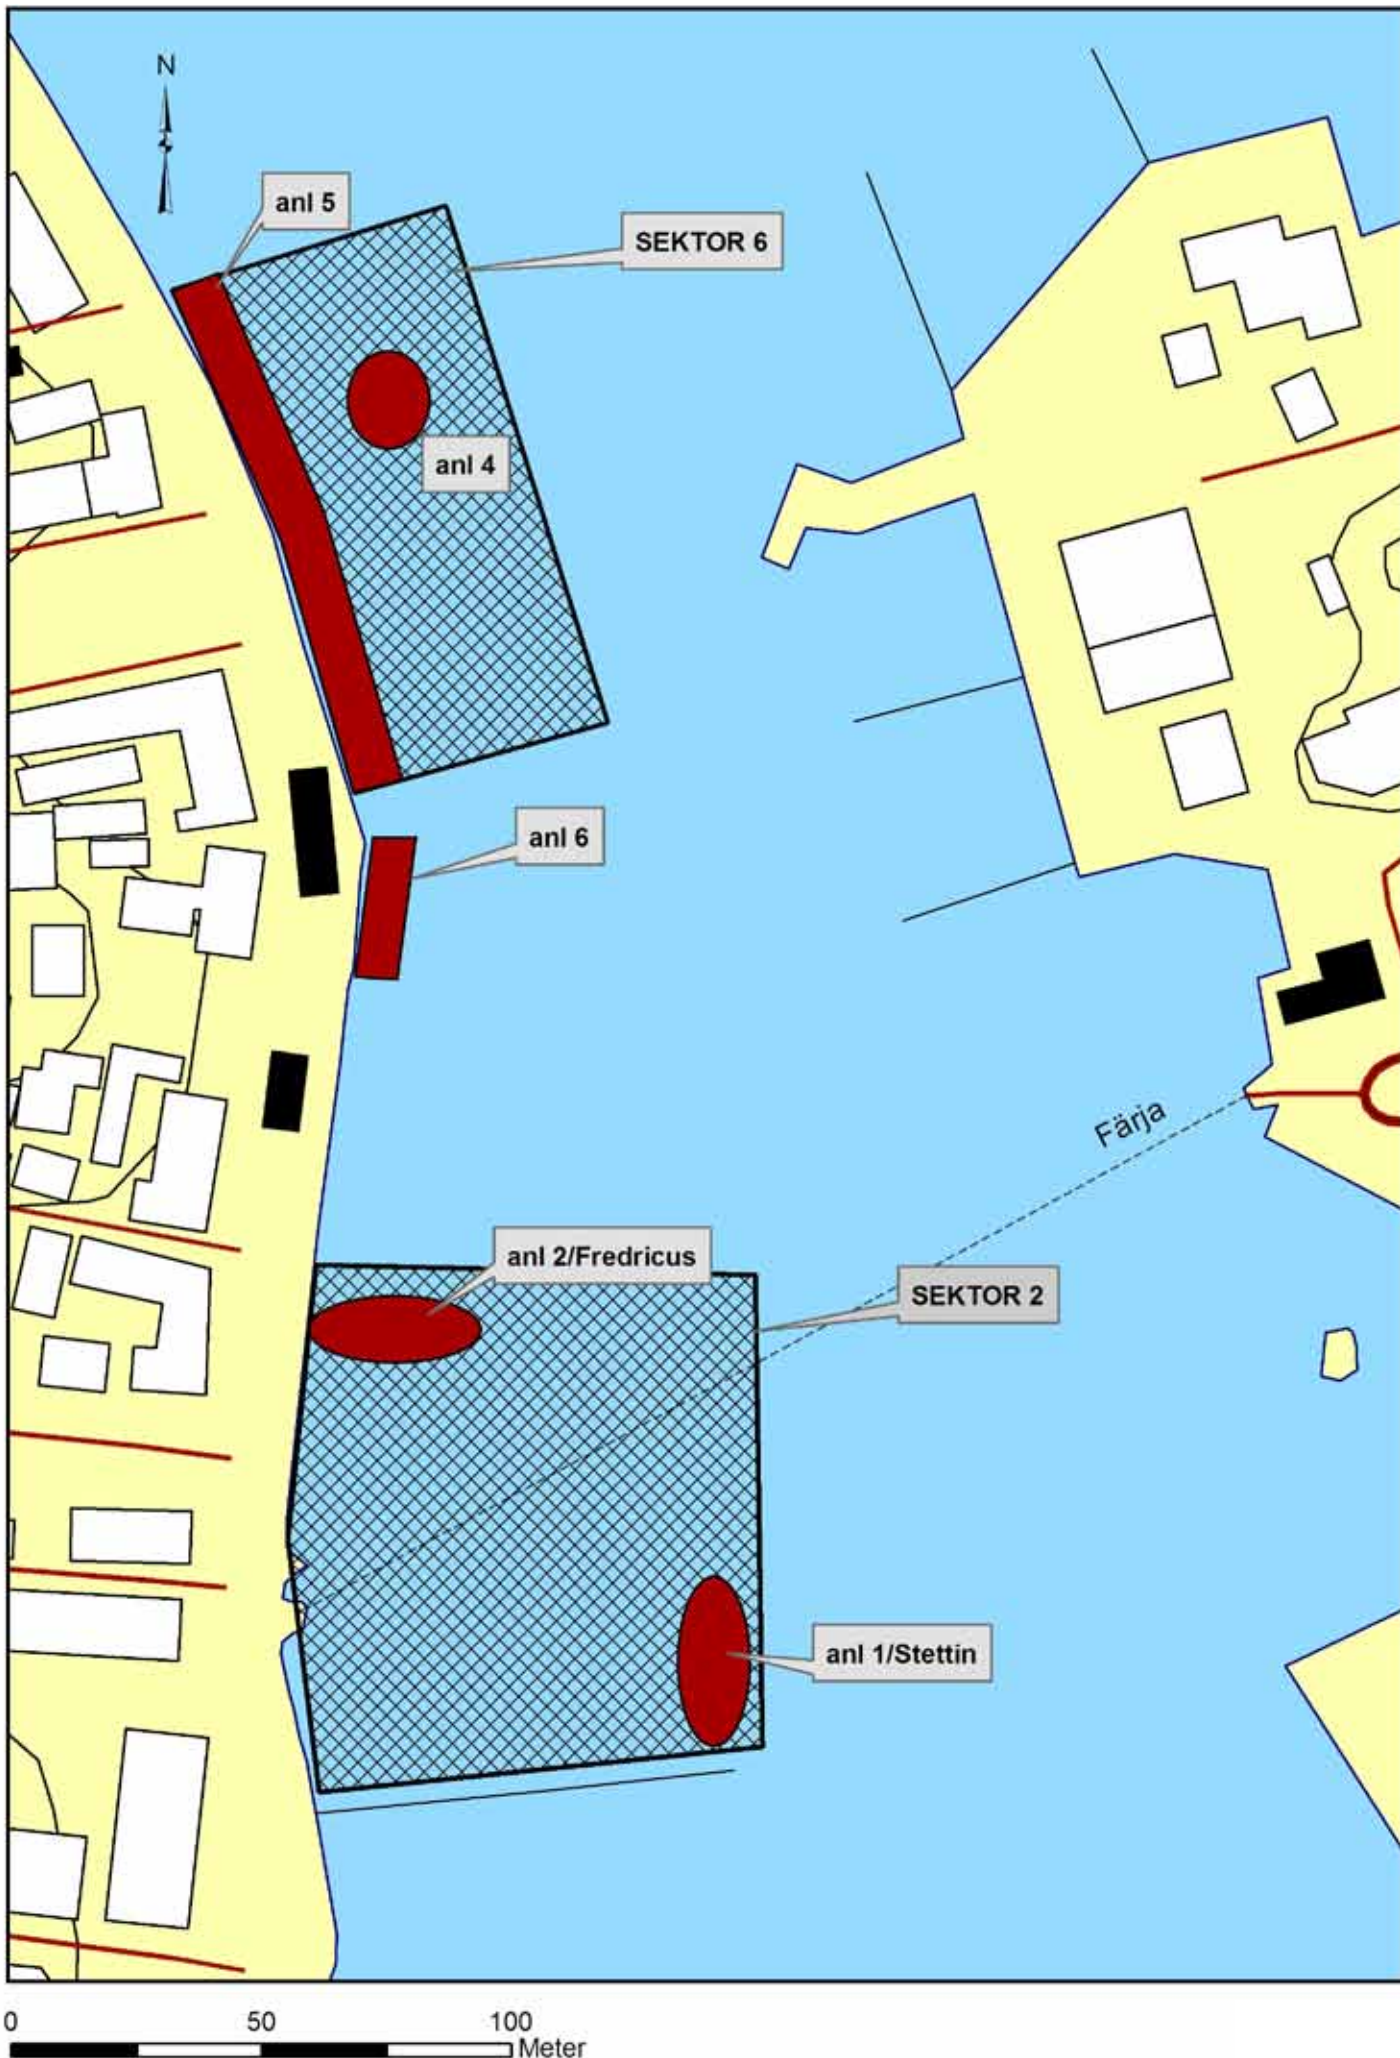 N
anl 5
SEKTOR 6
anl 4
anl 6
Färja
anl 2/Fredricus
SEKTOR 2
anl 1/Stettin
0 50 100
Meter